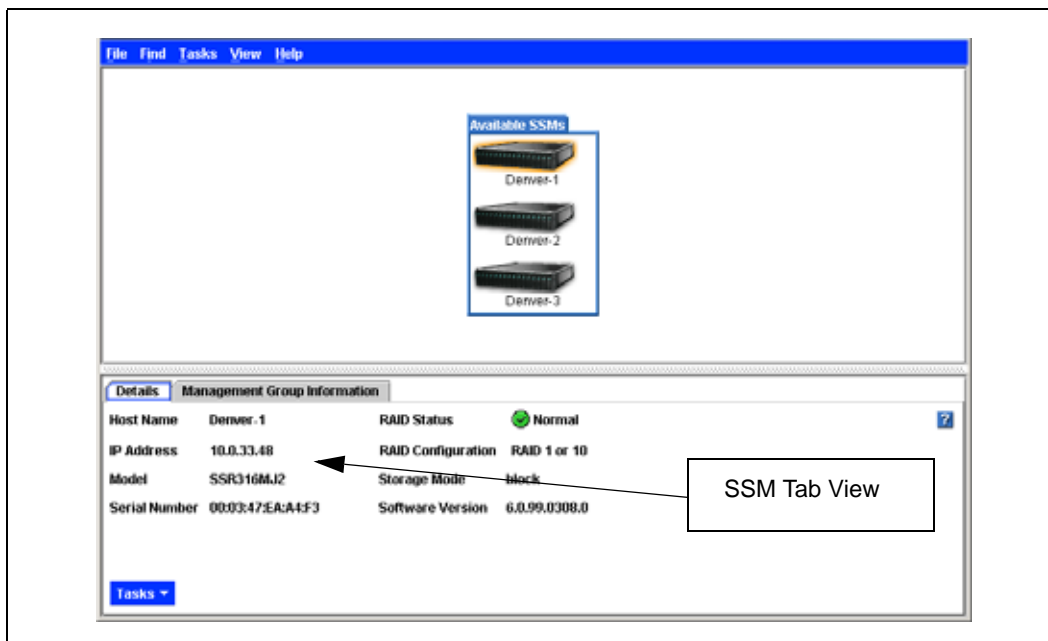 File Find Tasks View Help
Available SSMs
Denver-1
Denver-2
Denver-3
Details Management Group Information
Host Name Denver-1 RAID Status Normal
IP Address 10.0.33.48 RAID Configuration RAID 1 or 10
Model SSR316MJ2 Storage Mode block
Serial Number 00:03:47:EA:A4:F3 Software Version 6.0.99.0308.0
SSM Tab View
Tasks